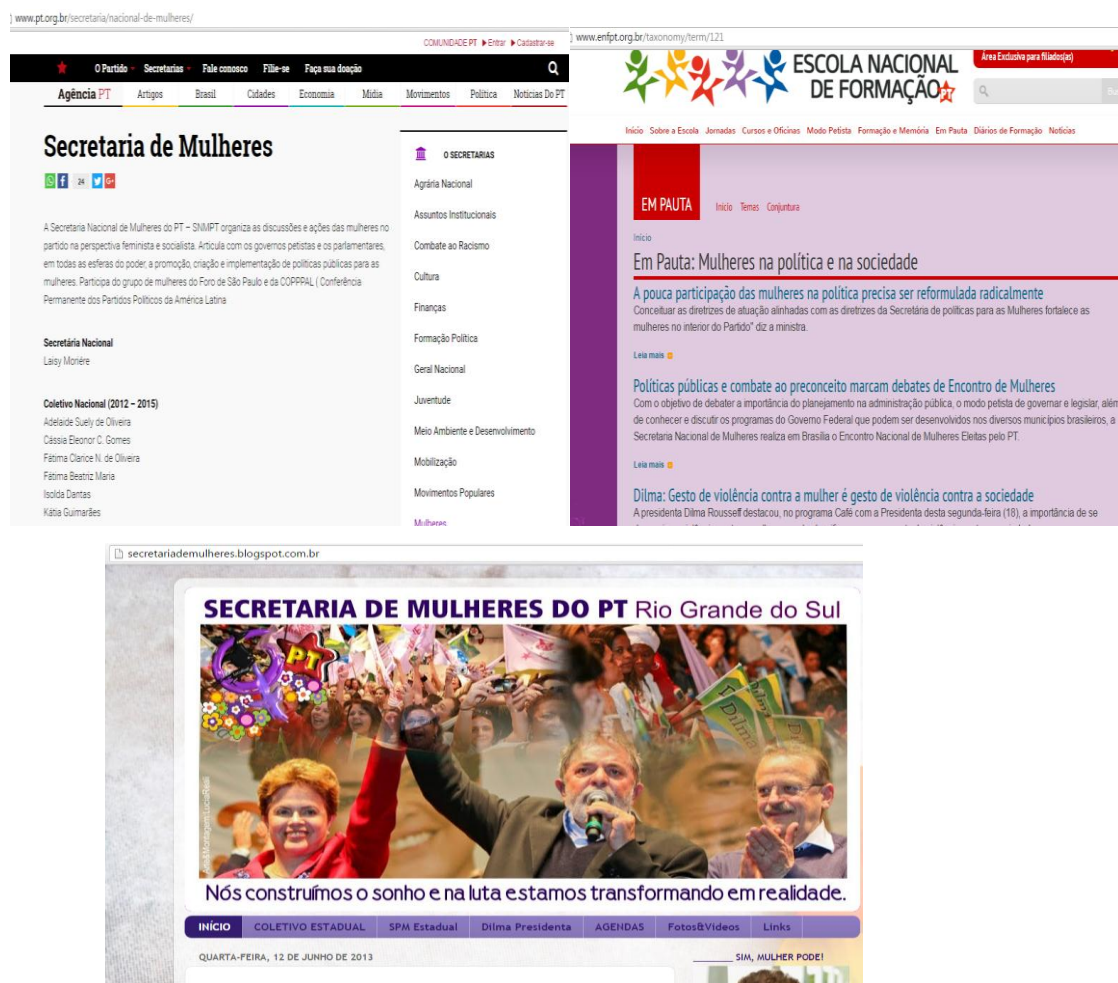 www.pt.org.br/secretaria/nacional-de-mulheres/
COMUNIDADE PT Entrar Cadastrar-se
O Partido Secretarias Fale conosco Filie-se Faça sua doação
Agência PT Artigos Brasil Cidades Economia Mídia Movimentos Política Notícias Do PT
Secretaria de Mulheres
24
A Secretaria Nacional de Mulheres do PT – SNMPT organiza as discussões e ações das mulheres no
partido na perspectiva feminista e socialista. Articula com os governos petistas e os parlamentares,
em todas as esferas do poder, a promoção, criação e implementação de políticas públicas para as
mulheres. Participa do grupo de mulheres do Foro de São Paulo e da COPPPAL ( Conferência
Permanente dos Partidos Políticos da América Latina
Secretária Nacional
Laisy Moriére
Coletivo Nacional (2012 – 2015)
Adelaide Suely de Oliveira
Cássia Eleonor C. Gomes
Fátima Clarice N. de Oliveira
Fátima Beatriz Maria
Isolda Dantas
Kátia Guimarães
O SECRETARIAS
Agrária Nacional
Assuntos Institucionais
Combate ao Racismo
Cultura
Finanças
Formação Política
Geral Nacional
Juventude
Meio Ambiente e Desenvolvimento
Mobilização
Movimentos Populares
Mulheres
www.enfpt.org.br/taxonomy/term/121
ESCOLA NACIONAL
DE FORMAÇÃO PT
Área Exclusiva para filiados(as)
Início Sobre a Escola Jornadas Cursos e Oficinas Modo Petista Formação e Memória Em Pauta Diários de Formação Notícias
EM PAUTA Início Temas Conjuntura
Início
Em Pauta: Mulheres na política e na sociedade
A pouca participação das mulheres na política precisa ser reformulada radicalmente
Conceituar as diretrizes de atuação alinhadas com as diretrizes da Secretária de políticas para as Mulheres fortalece as
mulheres no interior do Partido" diz a ministra.
Leia mais
Políticas públicas e combate ao preconceito marcam debates de Encontro de Mulheres
Com o objetivo de debater a importância do planejamento na administração pública, o modo petista de governar e legislar, além
de conhecer e discutir os programas do Governo Federal que podem ser desenvolvidos nos diversos municípios brasileiros, a
Secretaria Nacional de Mulheres realiza em Brasília o Encontro Nacional de Mulheres Eleitas pelo PT.
Leia mais
Dilma: Gesto de violência contra a mulher é gesto de violência contra a sociedade
A presidenta Dilma Rousseff destacou, no programa Café com a Presidenta desta segunda-feira (18), a importância de se
secretariademulheres.blogspot.com.br
SECRETARIA DE MULHERES DO PT Rio Grande do Sul
PT
Dilma
Dilma
Nós construímos o sonho e na luta estamos transformando em realidade.
INÍCIO COLETIVO ESTADUAL SPM Estadual Dilma Presidenta AGENDAS Fotos&Vídeos Links
QUARTA-FEIRA, 12 DE JUNHO DE 2013
SIM, MULHER PODE!